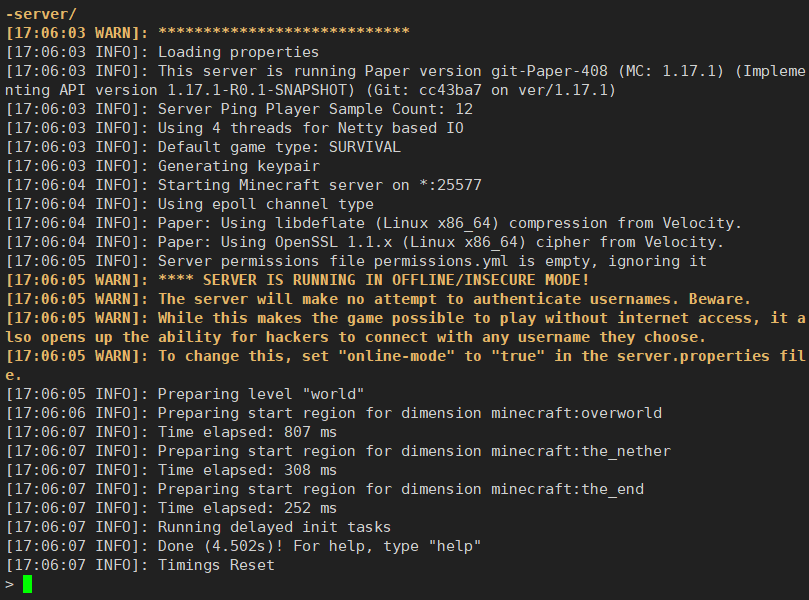 -server/
[17:06:03 WARN]: ****************************
[17:06:03 INFO]: Loading properties
[17:06:03 INFO]: This server is running Paper version git-Paper-408 (MC: 1.17.1) (Impleme
nting API version 1.17.1-R0.1-SNAPSHOT) (Git: cc43ba7 on ver/1.17.1)
[17:06:03 INFO]: Server Ping Player Sample Count: 12
[17:06:03 INFO]: Using 4 threads for Netty based IO
[17:06:03 INFO]: Default game type: SURVIVAL
[17:06:03 INFO]: Generating keypair
[17:06:04 INFO]: Starting Minecraft server on *:25577
[17:06:04 INFO]: Using epoll channel type
[17:06:04 INFO]: Paper: Using libdeflate (Linux x86_64) compression from Velocity.
[17:06:04 INFO]: Paper: Using OpenSSL 1.1.x (Linux x86_64) cipher from Velocity.
[17:06:05 INFO]: Server permissions file permissions.yml is empty, ignoring it
[17:06:05 WARN]: **** SERVER IS RUNNING IN OFFLINE/INSECURE MODE!
[17:06:05 WARN]: The server will make no attempt to authenticate usernames. Beware.
[17:06:05 WARN]: While this makes the game possible to play without internet access, it a
lso opens up the ability for hackers to connect with any username they choose.
[17:06:05 WARN]: To change this, set "online-mode" to "true" in the server.properties fil
e.
[17:06:05 INFO]: Preparing level "world"
[17:06:06 INFO]: Preparing start region for dimension minecraft:overworld
[17:06:07 INFO]: Time elapsed: 807 ms
[17:06:07 INFO]: Preparing start region for dimension minecraft:the_nether
[17:06:07 INFO]: Time elapsed: 308 ms
[17:06:07 INFO]: Preparing start region for dimension minecraft:the_end
[17:06:07 INFO]: Time elapsed: 252 ms
[17:06:07 INFO]: Running delayed init tasks
[17:06:07 INFO]: Done (4.502s)! For help, type "help"
[17:06:07 INFO]: Timings Reset
>